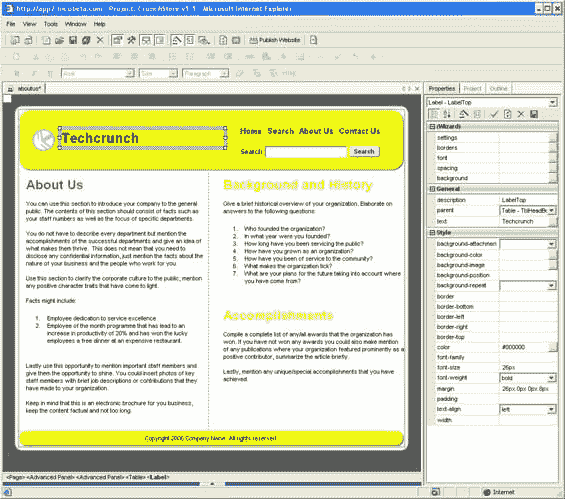 Microsoft Internet Explorer
File View Tools Window Help
Publish Website
Arial Size Paragraph HTML
aboutus*
Techcrunch
Home Search About Us Contact Us
Search: Search
About Us
You can use this section to introduce your company to the general
public. The contents of this section should consist of facts such as
your staff numbers as well as the focus of specific departments.
You do not have to describe every department but mention the
accomplishments of the successful departments and give an idea of
what makes them thrive. This does not mean that you need to
disclose any confidential information, just mention the facts about the
nature of your business and the people who work for you.
Use this section to clarify the corporate culture to the public, mention
any positive character traits that have come to light.
Facts might include:
1. Employee dedication to service excellence.
2. Employee of the month programme that has lead to an
increase in productivity of 20% and has won the lucky
employees a free dinner at an expensive restaurant.
Lastly use this opportunity to mention important staff members and
give them the opportunity to shine. You could insert photos of key
staff members with brief job descriptions or contributions that they
have made to your organization.
Keep in mind that this is an electronic brochure for you business,
keep the content factual and not too long.
Background and History
Give a brief historical overview of your organization. Elaborate on
answers to the following questions:
1. Who founded the organization?
2. In what year were you founded?
3. How long have you been servicing the public?
4. How have you grown as an organization?
5. How have you been of service to the community?
6. What makes the organization tick?
7. What are your plans for the future taking into account where
you have come from?
Accomplishments
Compile a complete list of any/all awards that the organization has
won. If you have not won any awards you could also make mention
of any publications where your organization featured prominently as a
positive contributor, summarize the article briefly.
Lastly, mention any unique/special accomplishments that you have
achieved.
Copyright 2006 Company Name. All rights reserved.
<Page> <Advanced Panel> <Advanced Panel> <Table> <Label>
Properties Project Outline
Label - LabelTop
(Wizard)
settings
borders
font
spacing
background
General
description LabelTop
parent Table - TblHeadB
text Techcrunch
Style
background-attachmen
background-color
background-image
background-position
background-repeat
border
border-bottom
border-left
border-right
border-top
color #000000
font-family
font-size 26px
font-weight bold
margin 26px 0px 0px 8px
padding
text-align left
width
Internet